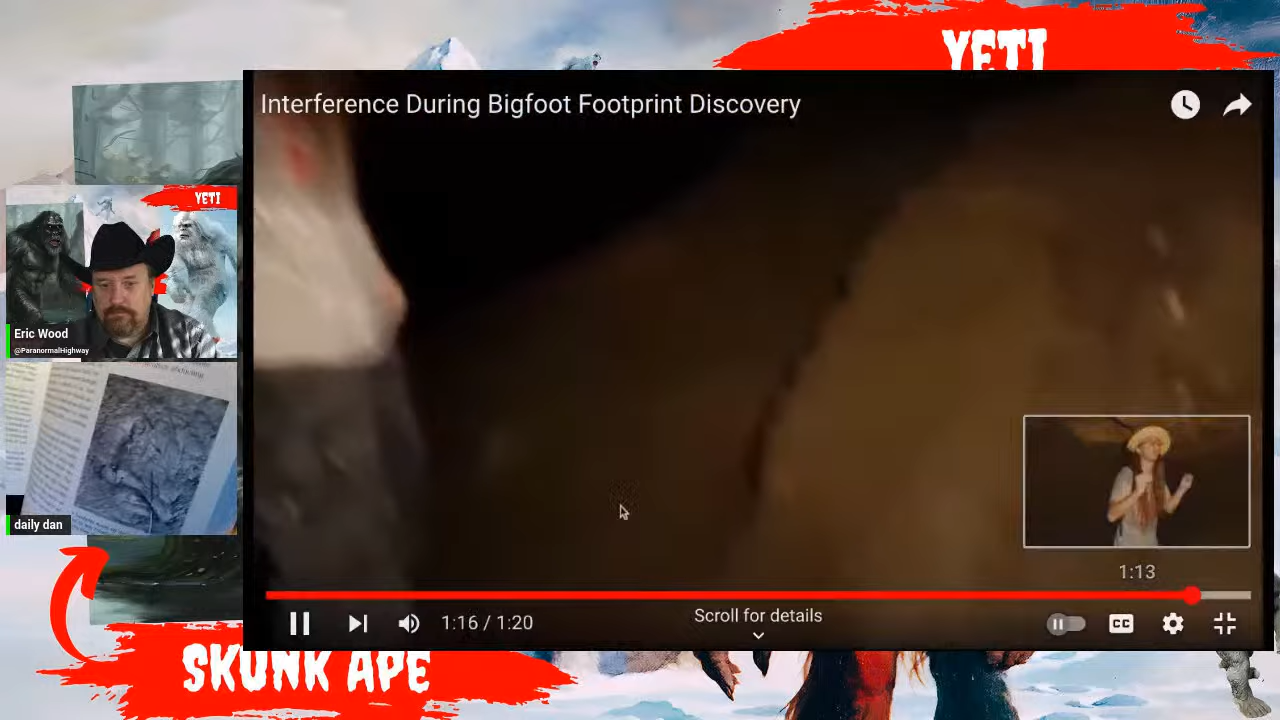 YETI
Interference During Bigfoot Footprint Discovery
YETI
Eric Wood
@ParanormalHighway
daily dan
1:13
1:16 / 1:20
Scroll for details
CC
SKUNK APE